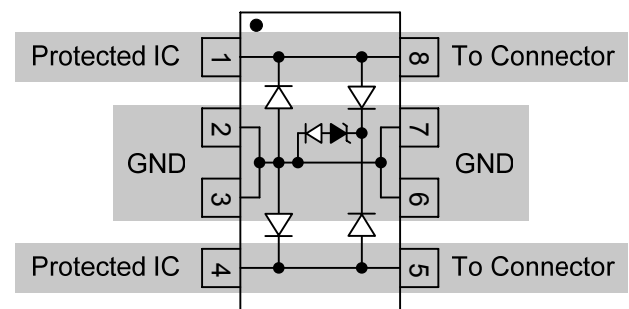 Protected IC 1 8 To Connector
2 7
GND GND
3 6
Protected IC 4 5 To Connector